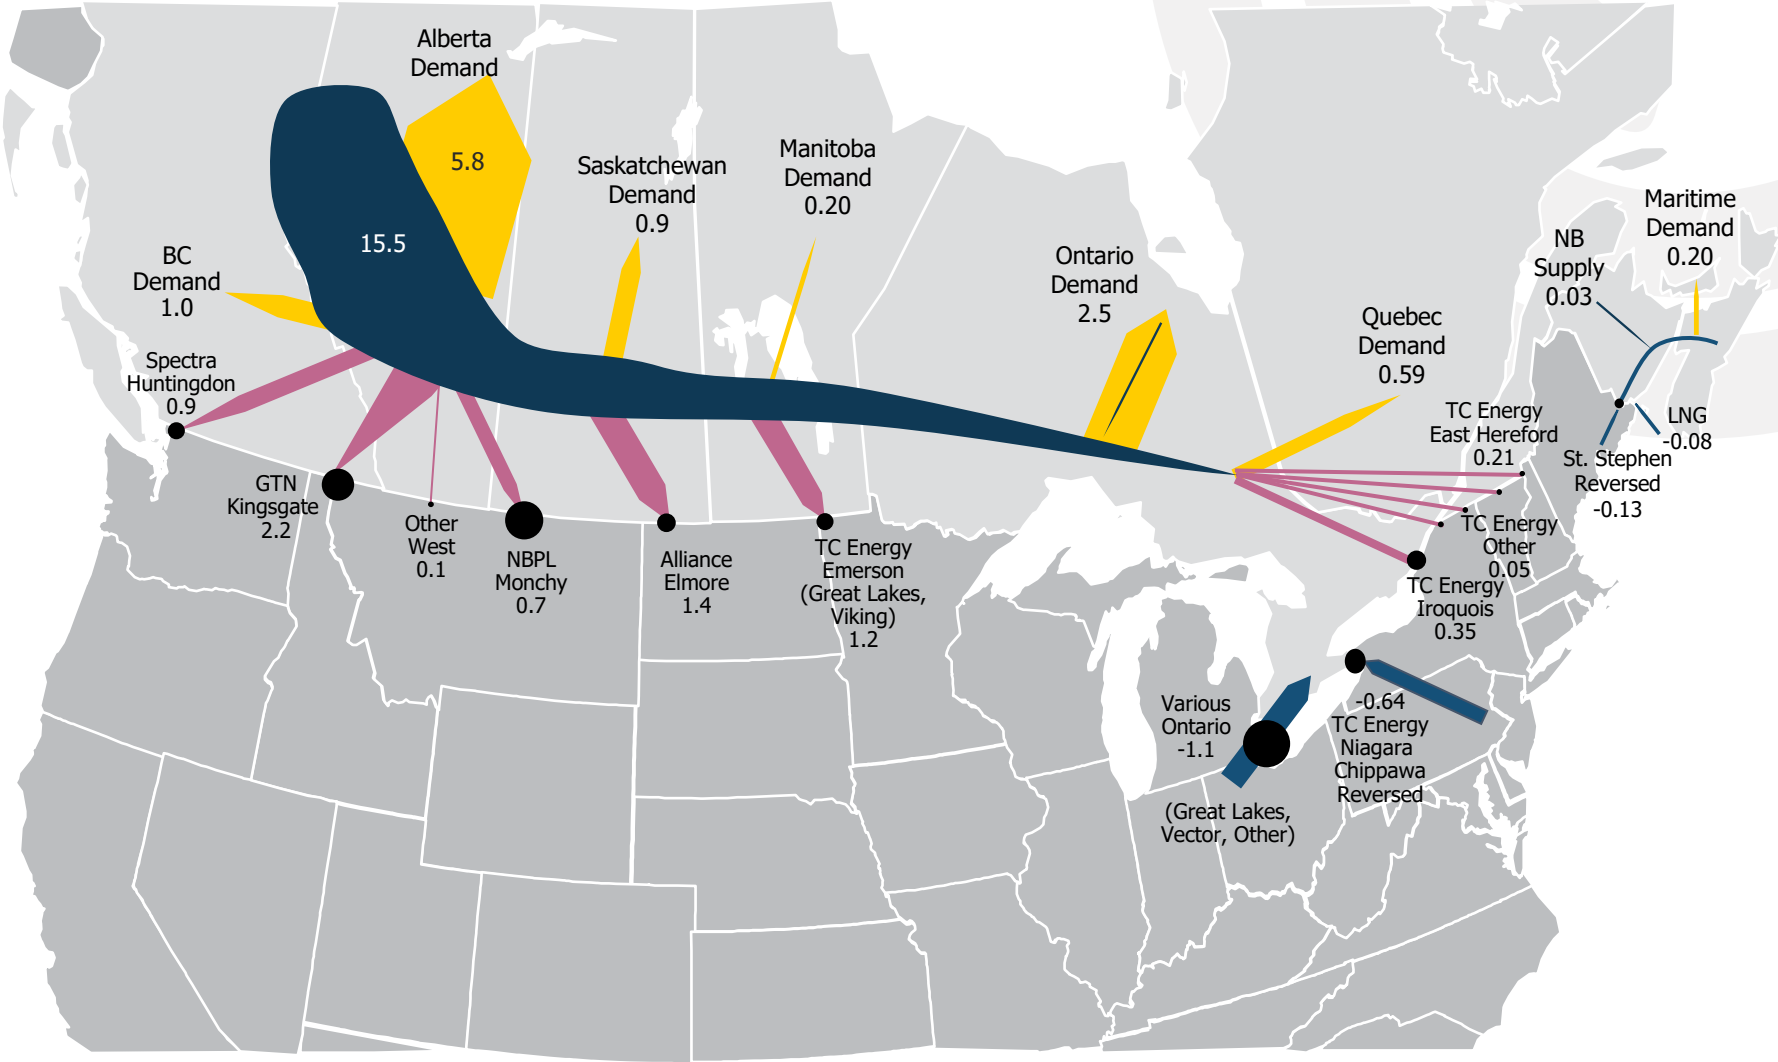 Alberta
Demand
5.8
15.5
Saskatchewan
Demand
0.9
Manitoba
Demand
0.20
BC
Demand
1.0
Spectra
Huntingdon
0.9
GTN
Kingsgate
2.2
Other
West
0.1
NBPL
Monchy
0.7
Alliance
Elmore
1.4
TC Energy
Emerson
(Great Lakes,
Viking)
1.2
Ontario
Demand
2.5
Quebec
Demand
0.59
NB
Supply
0.03
Maritime
Demand
0.20
LNG
-0.08
St. Stephen
Reversed
-0.13
TC Energy
East Hereford
0.21
TC Energy
Other
0.05
TC Energy
Iroquois
0.35
-0.64
TC Energy
Niagara
Chippawa
Reversed
Various
Ontario
-1.1
(Great Lakes,
Vector, Other)